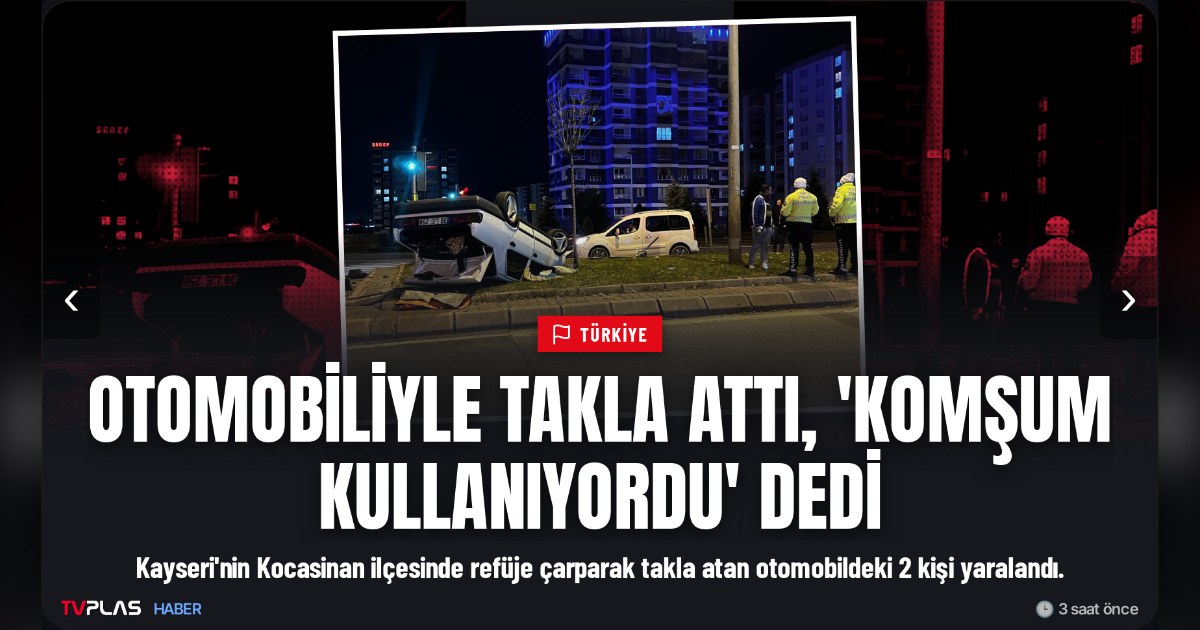 SEREF
TÜRKİYE
OTOMOBİLİYLE TAKLA ATTI, 'KOMŞUM
KULLANIYORDU' DEDİ
Kayseri'nin Kocasinan ilçesinde refüje çarparak takla atan otomobildeki 2 kişi yaralandı.
TVPLAS HABER
3 saat önce